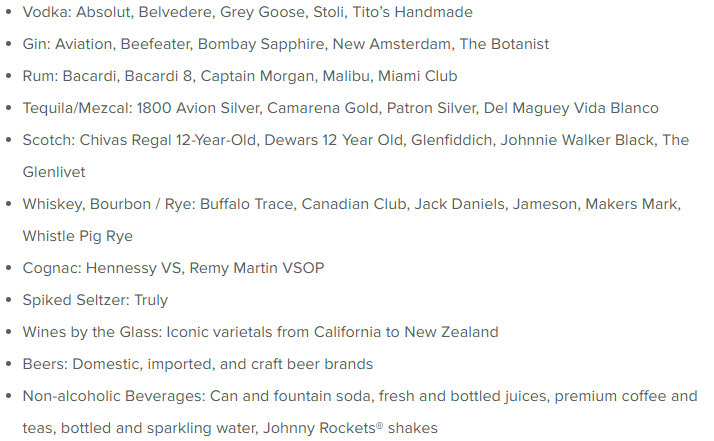 • Vodka: Absolut, Belvedere, Grey Goose, Stoli, Tito’s Handmade
• Gin: Aviation, Beefeater, Bombay Sapphire, New Amsterdam, The Botanist
• Rum: Bacardi, Bacardi 8, Captain Morgan, Malibu, Miami Club
• Tequila/Mezcal: 1800 Avion Silver, Camarena Gold, Patron Silver, Del Maguey Vida Blanco
• Scotch: Chivas Regal 12-Year-Old, Dewars 12 Year Old, Glenfiddich, Johnnie Walker Black, The
Glenlivet
• Whiskey, Bourbon / Rye: Buffalo Trace, Canadian Club, Jack Daniels, Jameson, Makers Mark,
Whistle Pig Rye
• Cognac: Hennessy VS, Remy Martin VSOP
• Spiked Seltzer: Truly
• Wines by the Glass: Iconic varietals from California to New Zealand
• Beers: Domestic, imported, and craft beer brands
• Non-alcoholic Beverages: Can and fountain soda, fresh and bottled juices, premium coffee and
teas, bottled and sparkling water, Johnny Rockets® shakes